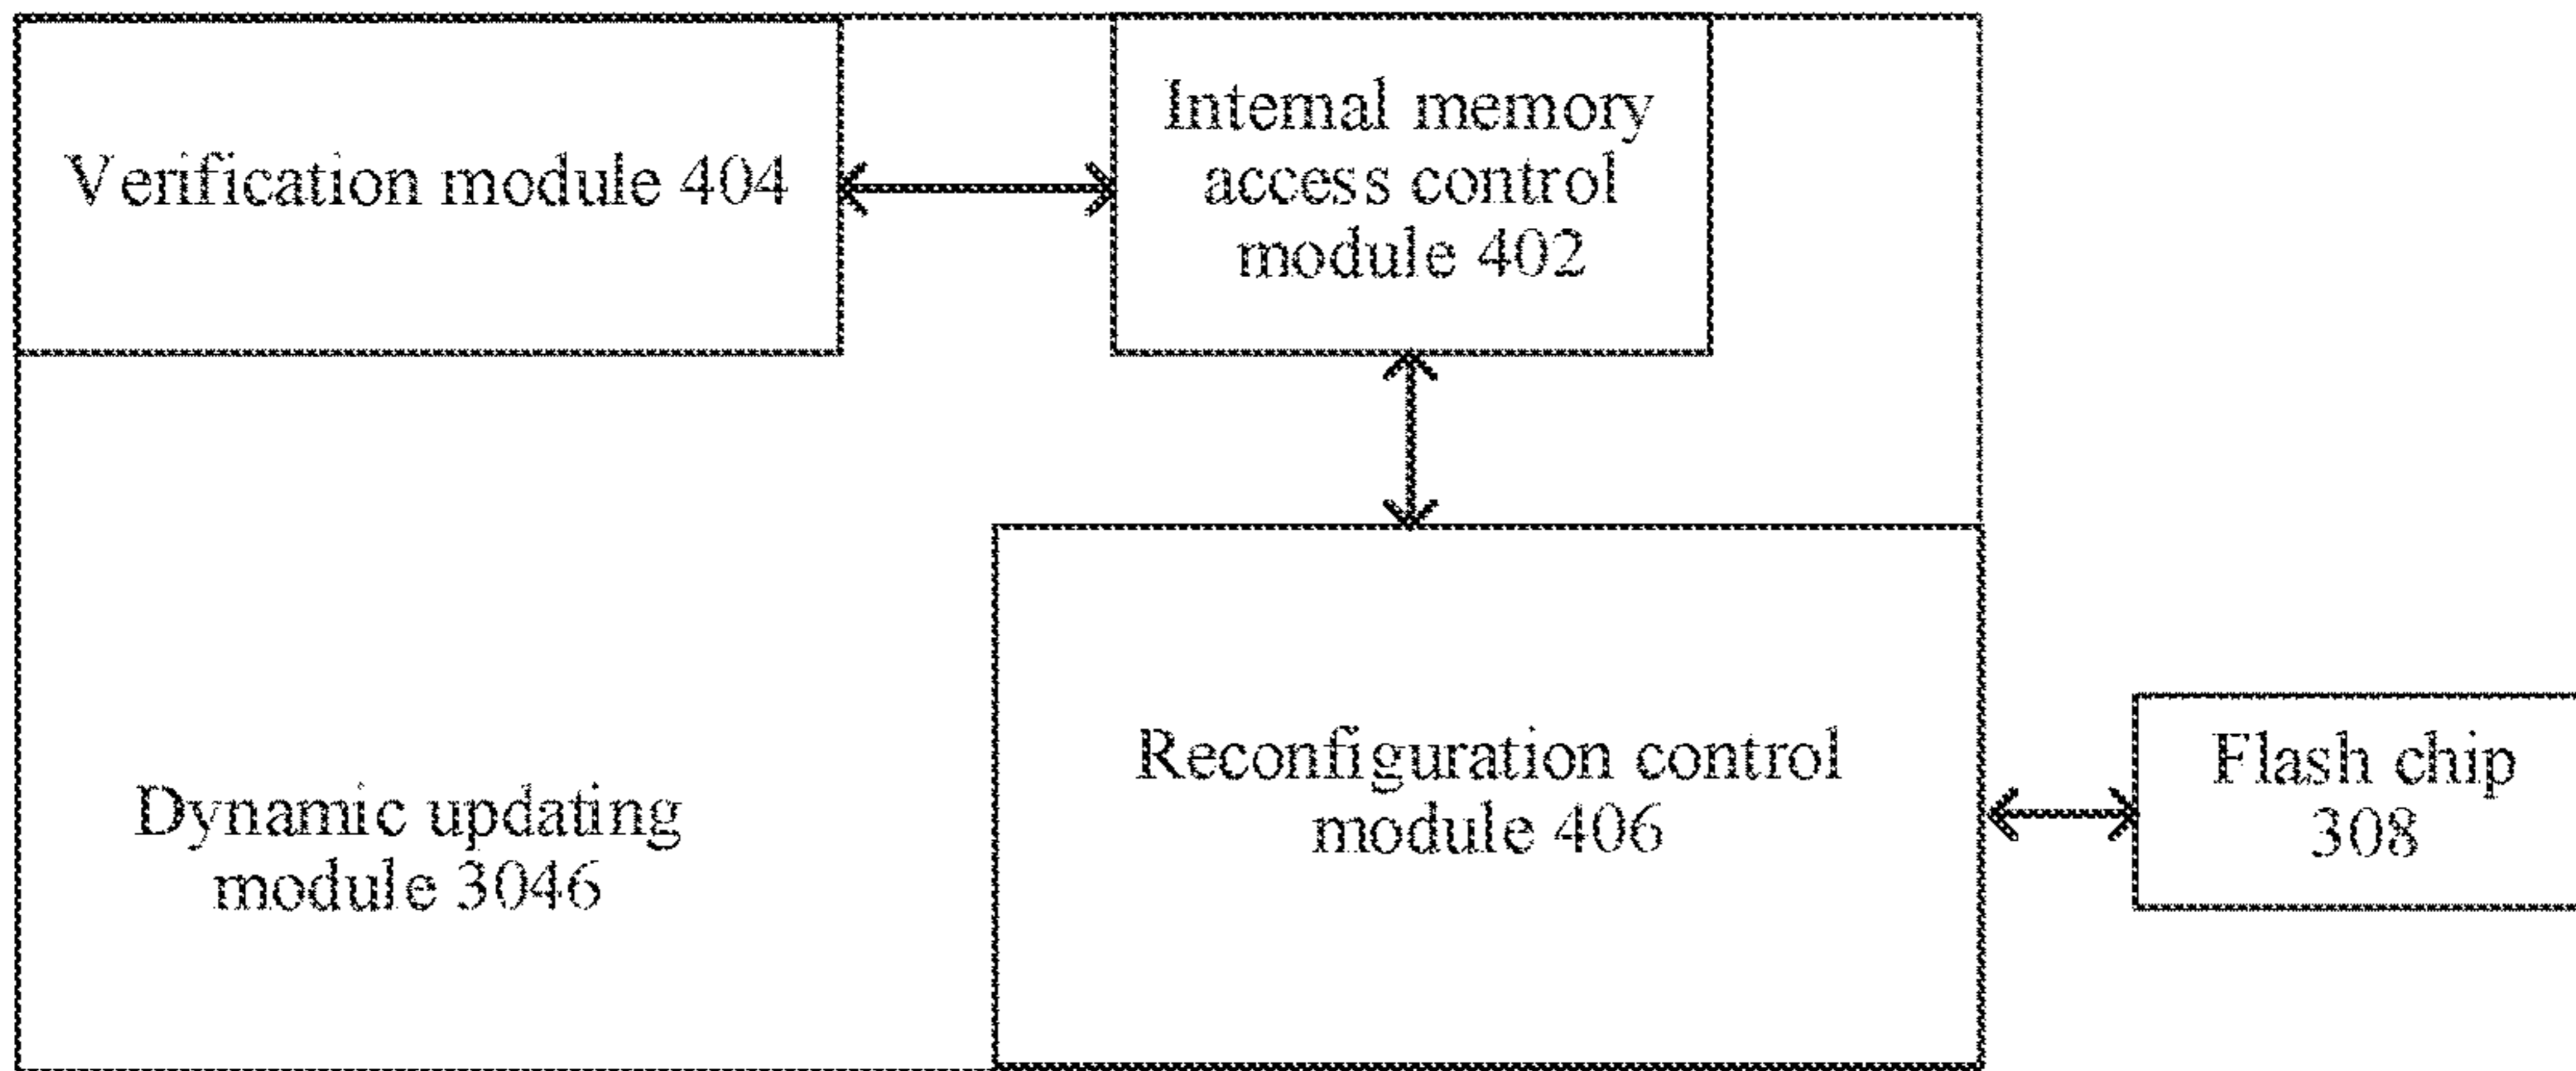 Verification module 404
Internal memory
access control
module 402
Dynamic updating
module 3046
Reconfiguration control
module 406
Flash chip
308